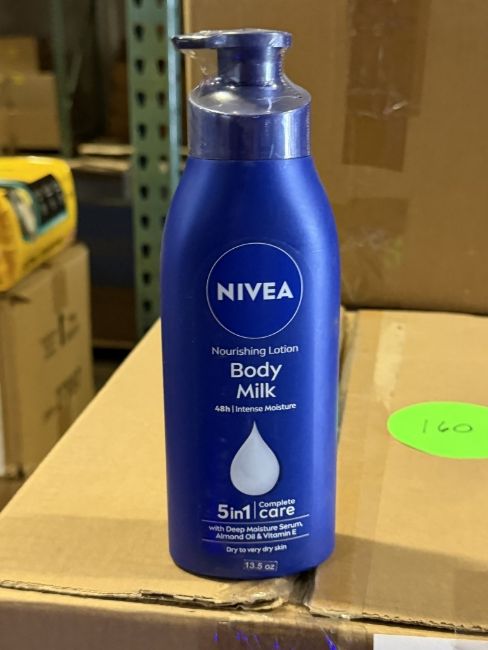 NIVEA
Nourishing Lotion
Body
Milk
48h | Intense Moisture
5in1 | Complete care
with Deep Moisture Serum,
Almond Oil & Vitamin E
Dry to very dry skin
13.5 oz
160